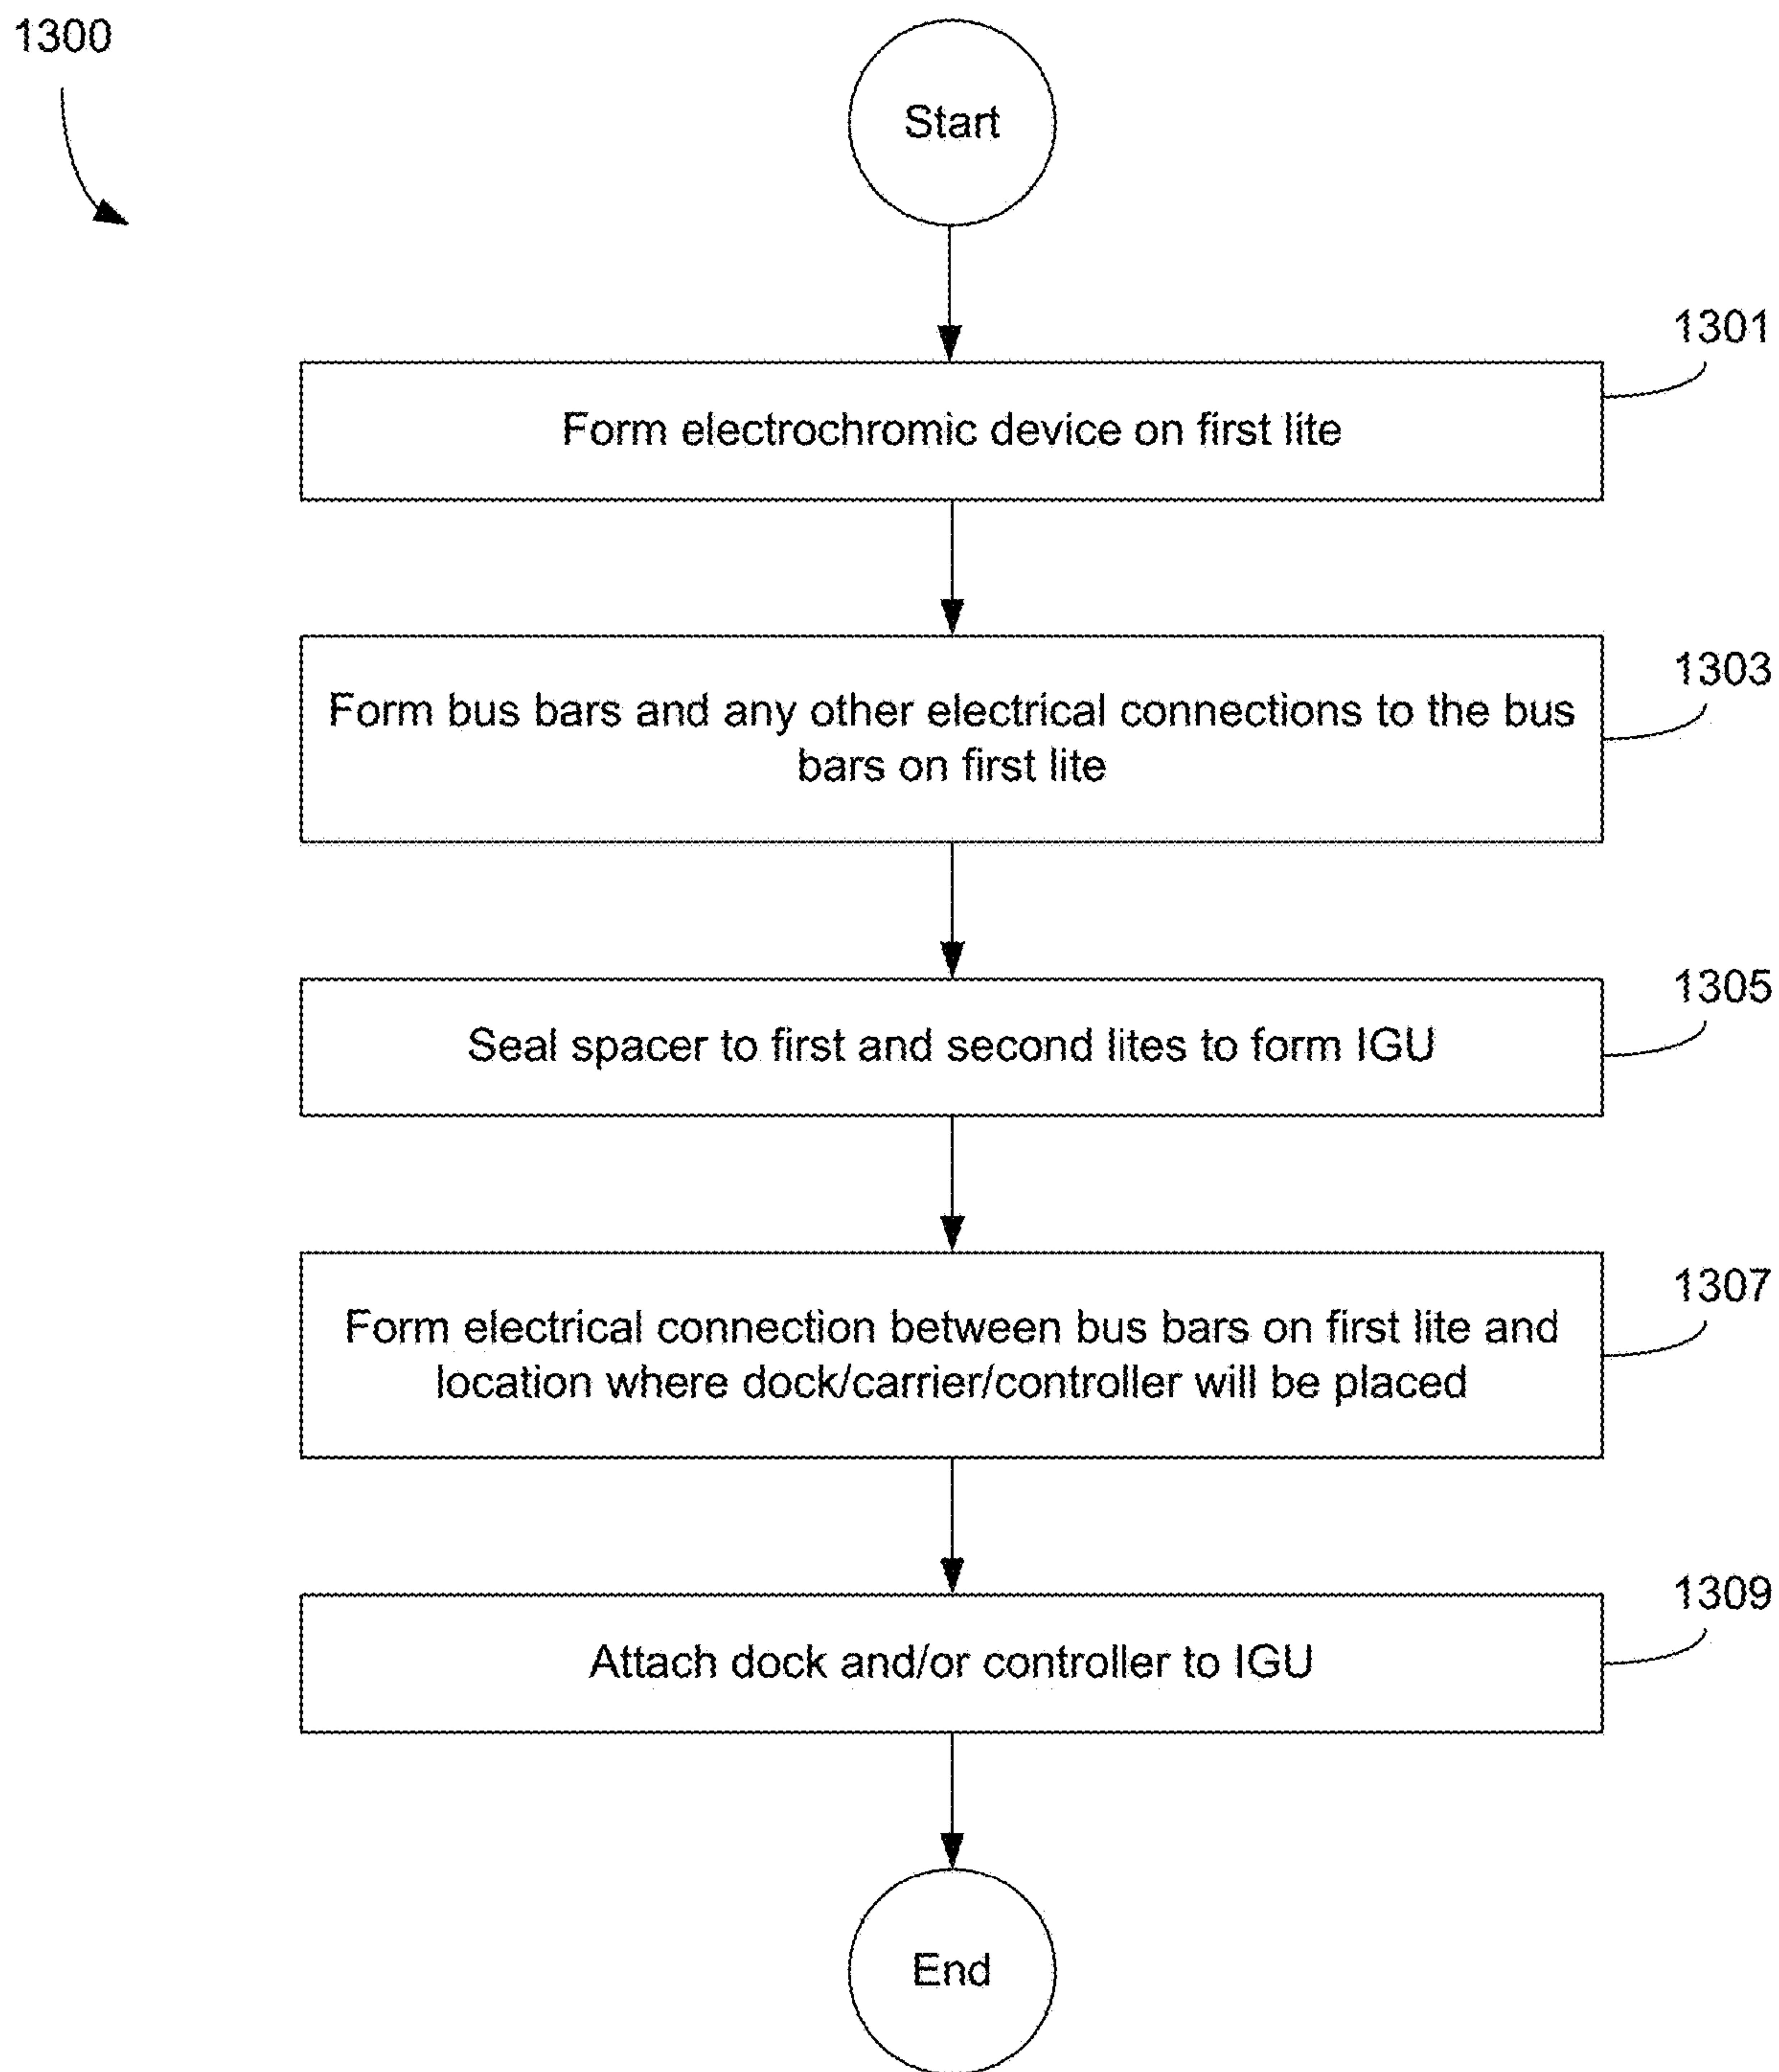 1300
Start
1301
Form electrochromic device on first lite
1303
Form bus bars and any other electrical connections to the bus
bars on first lite
1305
Seal spacer to first and second lites to form IGU
1307
Form electrical connection between bus bars on first lite and
location where dock/carrier/controller will be placed
1309
Attach dock and/or controller to IGU
End